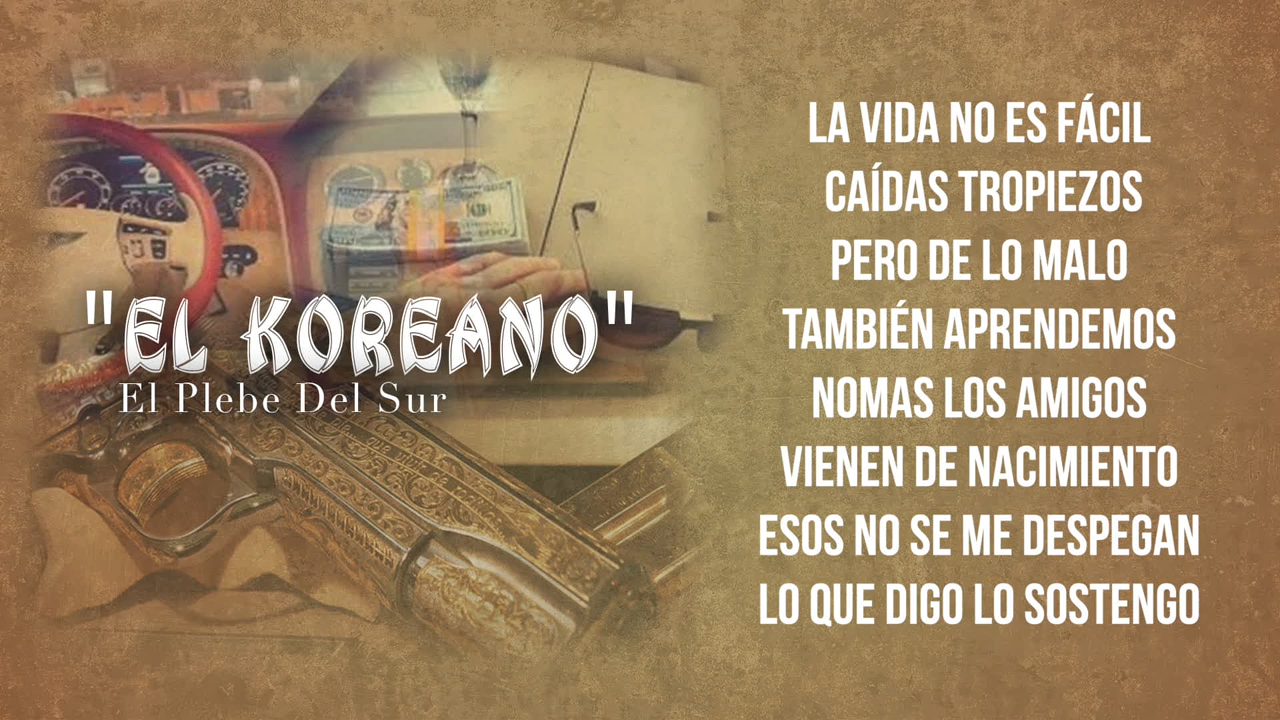 "EL KOREANO"
El Plebe Del Sur
LA VIDA NO ES FÁCIL
CAÍDAS TROPIEZOS
PERO DE LO MALO
TAMBIÉN APRENDEMOS
NOMAS LOS AMIGOS
VIENEN DE NACIMIENTO
ESOS NO SE ME DESPEGAN
LO QUE DIGO LO SOSTENGO